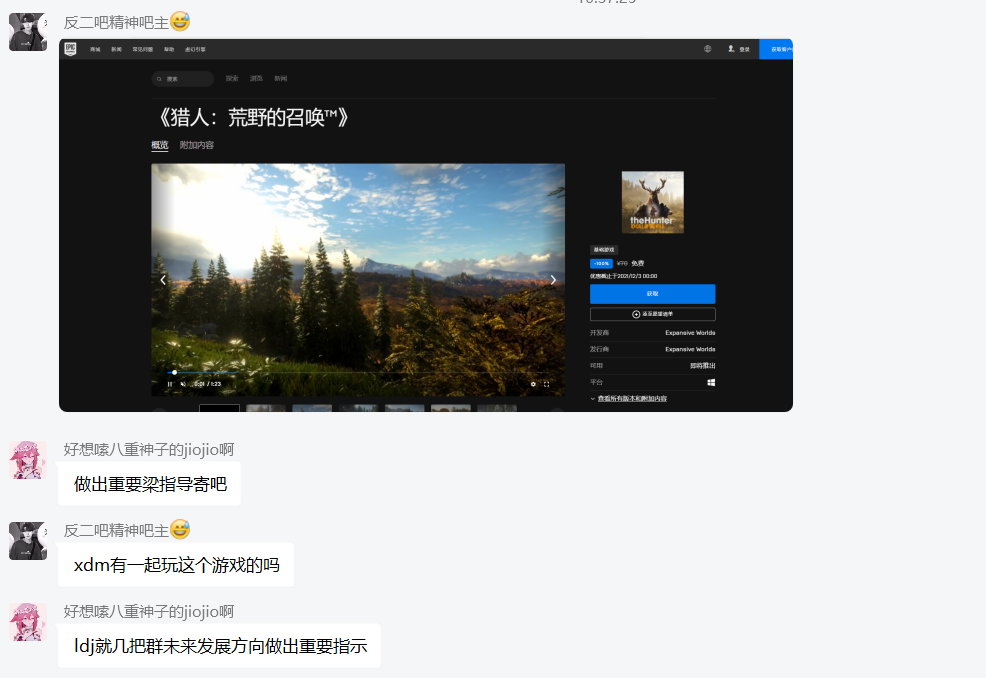 反二吧精神吧主😅
EPIC
商城 新闻 常见问题 帮助 虚幻引擎
登录
搜索
探索 浏览 新闻
《猎人：荒野的召唤™》
概览 附加内容
theHunter
基础游戏
-100% ¥70 免费
优惠截止于2021/12/3 00:00
获取
添至愿望清单
开发商 Expansive Worlds
发行商 Expansive Worlds
可用 即将推出
平台
查看所有版本和附加内容
0:01 / 1:23
好想嗦八重神子的jiojio啊
做出重要梁指导寄吧
反二吧精神吧主😅
xdm有一起玩这个游戏的吗
好想嗦八重神子的jiojio啊
ldj就几把群未来发展方向做出重要指示